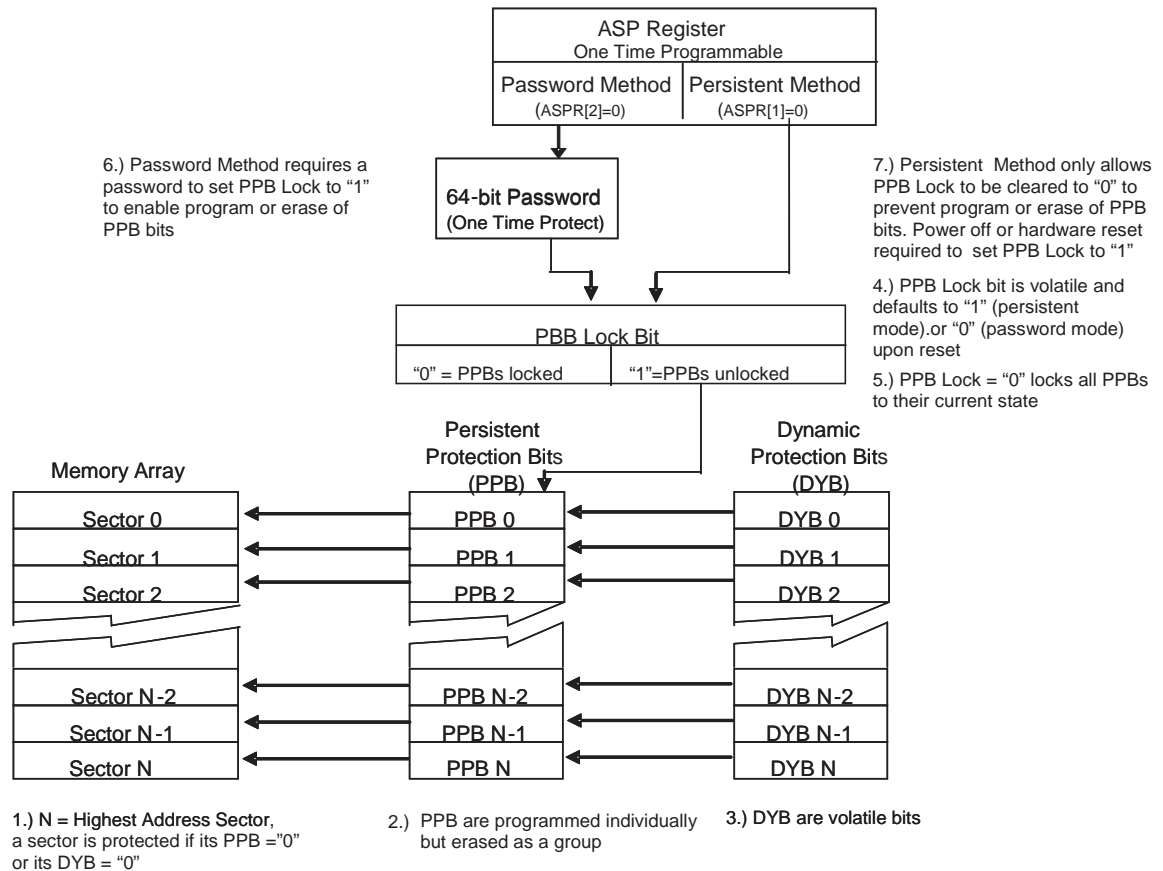 ASP Register
One Time Programmable
Password Method
(ASPR[2]=0)
Persistent Method
(ASPR[1]=0)
6.) Password Method requires a
password to set PPB Lock to “1”
to enable program or erase of
PPB bits
64-bit Password
(One Time Protect)
7.) Persistent Method only allows
PPB Lock to be cleared to “0” to
prevent program or erase of PPB
bits. Power off or hardware reset
required to set PPB Lock to “1”
4.) PPB Lock bit is volatile and
defaults to “1” (persistent
mode).or “0” (password mode)
upon reset
5.) PPB Lock = “0” locks all PPBs
to their current state
PBB Lock Bit
“0” = PPBs locked
“1”=PPBs unlocked
Memory Array
Persistent
Protection Bits
(PPB)
Dynamic
Protection Bits
(DYB)
Sector 0
PPB 0
DYB 0
Sector 1
PPB 1
DYB 1
Sector 2
PPB 2
DYB 2
Sector N-2
PPB N-2
DYB N-2
Sector N-1
PPB N-1
DYB N-1
Sector N
PPB N
DYB N
1.) N = Highest Address Sector,
a sector is protected if its PPB =”0”
or its DYB = “0”
2.) PPB are programmed individually
but erased as a group
3.) DYB are volatile bits